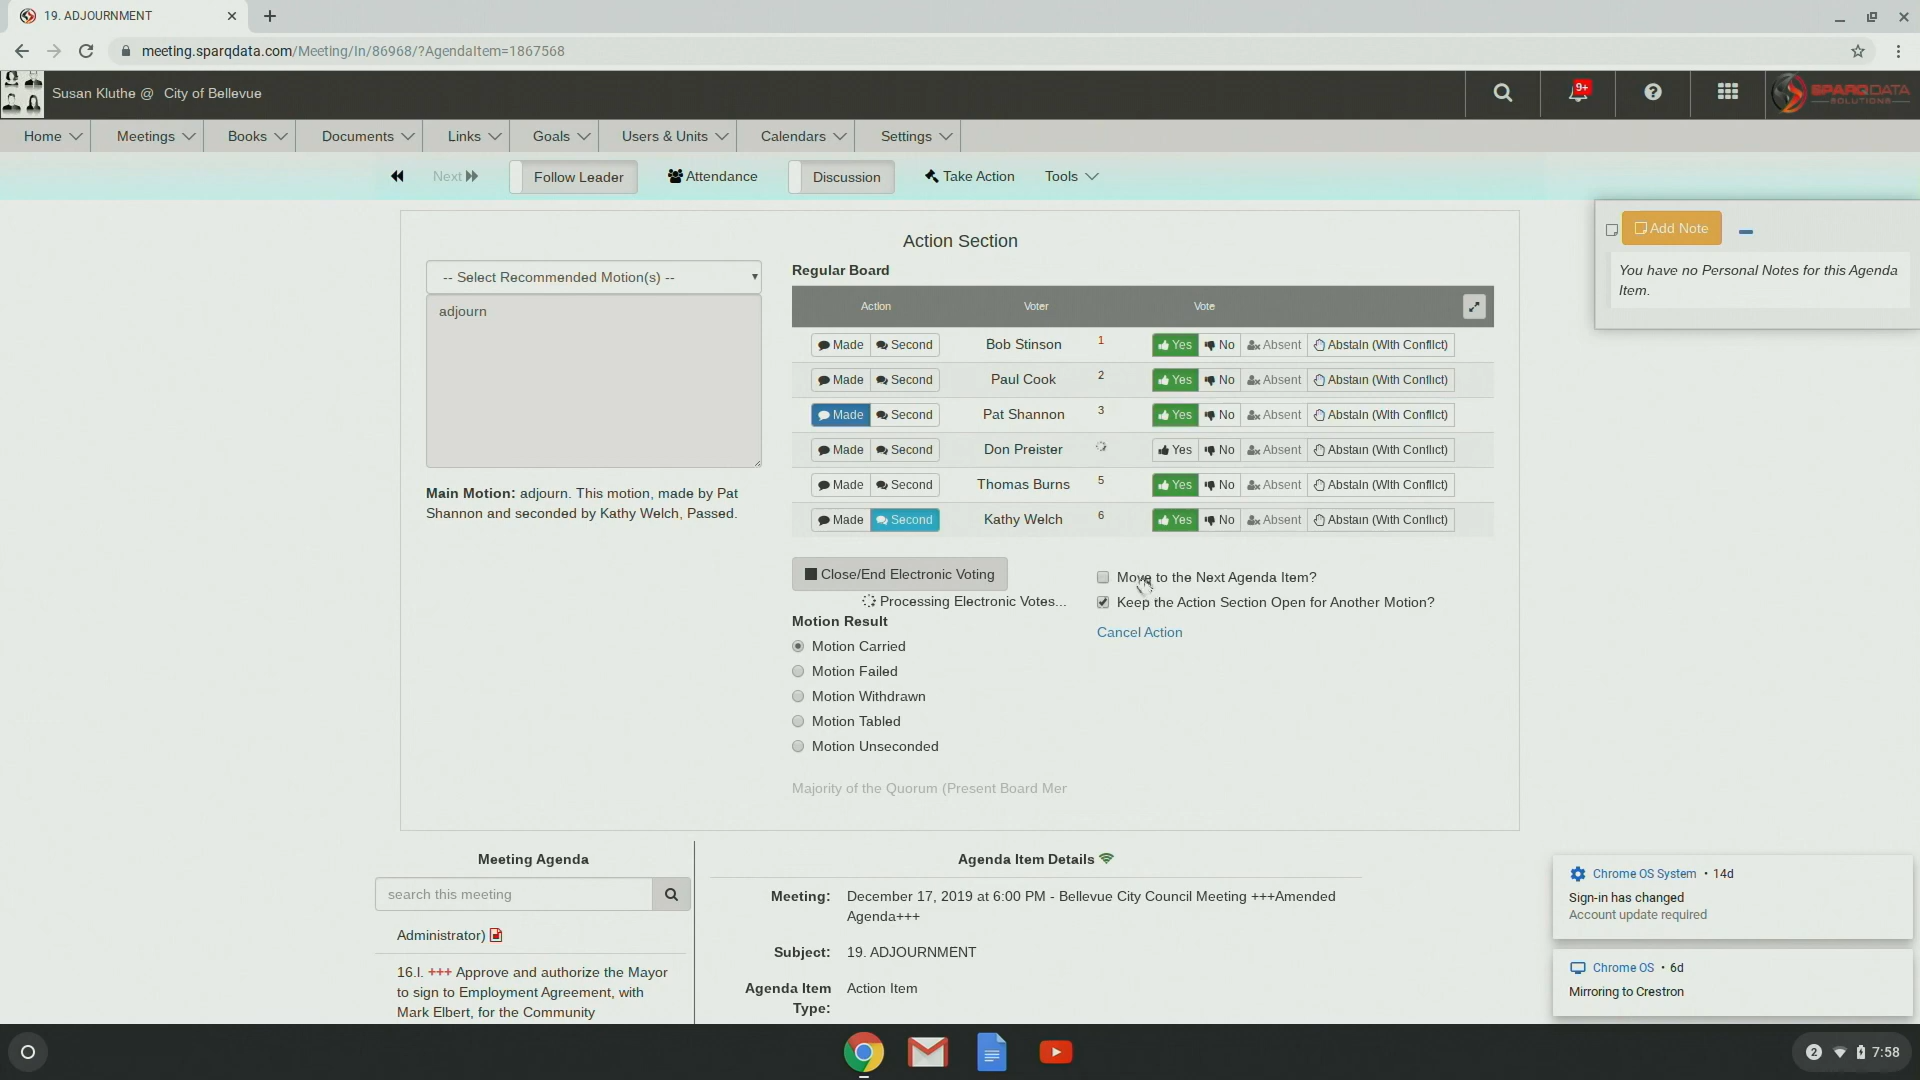 19. ADJOURNMENT
meeting.sparqdata.com/Meeting/In/86968/?AgendaItem=1867568
Susan Kluthe @ City of Bellevue
9+
SPARQDATA
SOLUTIONS
Home Meetings Books Documents Links Goals Users & Units Calendars Settings
Next Follow Leader Attendance Discussion Take Action Tools
Add Note
You have no Personal Notes for this Agenda
Item.
Action Section
-- Select Recommended Motion(s) --
adjourn
Main Motion: adjourn. This motion, made by Pat
Shannon and seconded by Kathy Welch, Passed.
Regular Board
Action Voter Vote
Made Second Bob Stinson 1 Yes No Absent Abstain (With Conflict)
Made Second Paul Cook 2 Yes No Absent Abstain (With Conflict)
Made Second Pat Shannon 3 Yes No Absent Abstain (With Conflict)
Made Second Don Preister Yes No Absent Abstain (With Conflict)
Made Second Thomas Burns 5 Yes No Absent Abstain (With Conflict)
Made Second Kathy Welch 6 Yes No Absent Abstain (With Conflict)
Close/End Electronic Voting
Processing Electronic Votes...
Move to the Next Agenda Item?
Keep the Action Section Open for Another Motion?
Cancel Action
Motion Result
Motion Carried
Motion Failed
Motion Withdrawn
Motion Tabled
Motion Unseconded
Majority of the Quorum (Present Board Mer
Meeting Agenda
search this meeting
Administrator)
16.l. +++ Approve and authorize the Mayor
to sign to Employment Agreement, with
Mark Elbert, for the Community
Agenda Item Details
Meeting: December 17, 2019 at 6:00 PM - Bellevue City Council Meeting +++Amended
Agenda+++
Subject: 19. ADJOURNMENT
Agenda Item Action Item
Type:
Chrome OS System • 14d
Sign-in has changed
Account update required
Chrome OS • 6d
Mirroring to Crestron
2 7:58